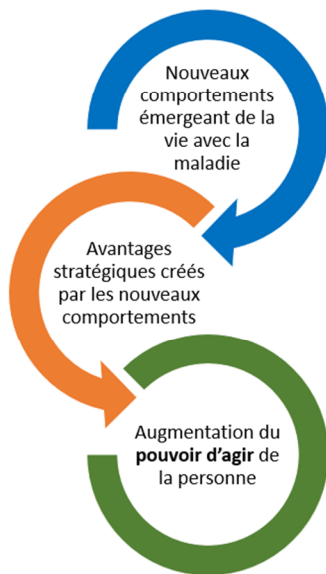 Nouveaux
comportements
émergeant de la
vie avec la
maladie
Avantages
stratégiques créés
par les nouveaux
comportements
Augmentation du
pouvoir d’agir de
la personne